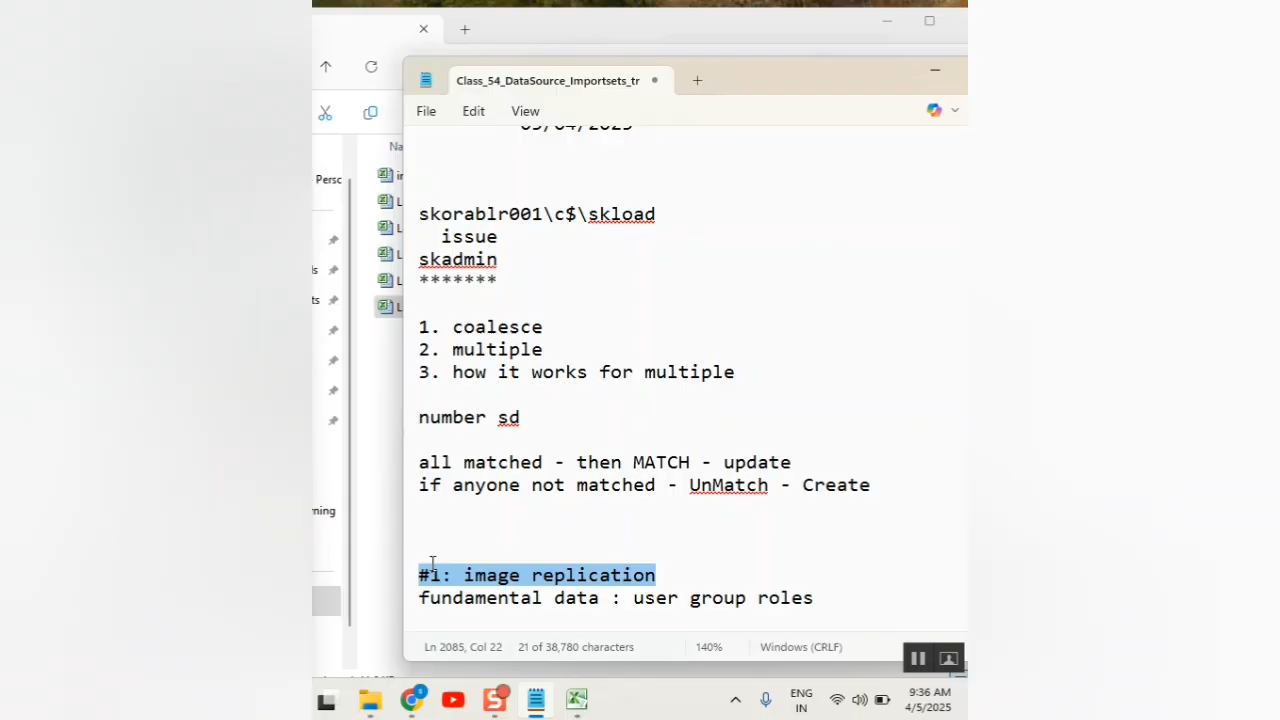 Class_54_DataSource_Importsets_tr
File Edit View
Na
Persc
skorablr001\c$\skload
issue
skadmin
*******
1. coalesce
2. multiple
3. how it works for multiple
number sd
all matched - then MATCH - update
if anyone not matched - UnMatch - Create
#1: image replication
fundamental data : user group roles
Ln 2085, Col 22 21 of 38,780 characters 140% Windows (CRLF)
ENG
IN
9:36 AM
4/5/2025